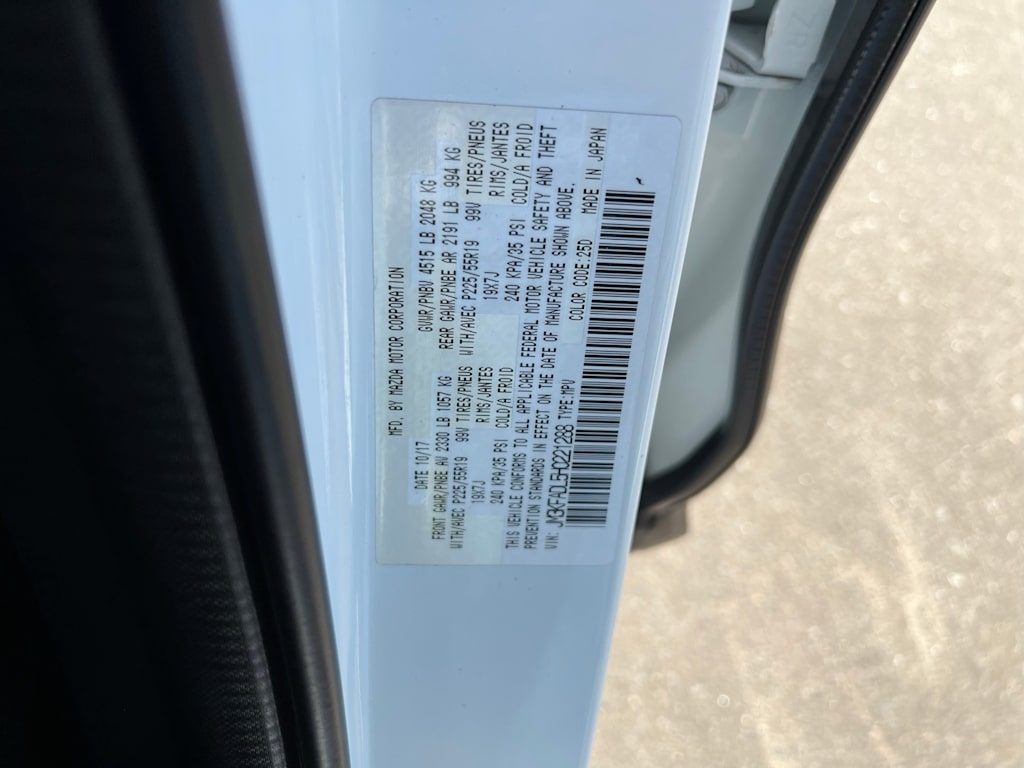 MFD. BY MAZDA MOTOR CORPORATION
DATE 10/17 GVWR/PNBV 4515 LB 2048 KG
FRONT GAWR/PNBE AV 2330 LB 1057 KG REAR GAWR/PNBE AR 2191 LB 994 KG
WITH/AVEC P225/55R19 99V TIRES/PNEUS WITH/AVEC P225/55R19 99V TIRES/PNEUS
19X7J RIMS/JANTES 19X7J RIMS/JANTES
240 KPA/35 PSI COLD/A FROID 240 KPA/35 PSI COLD/A FROID
THIS VEHICLE CONFORMS TO ALL APPLICABLE FEDERAL MOTOR VEHICLE SAFETY AND THEFT
PREVENTION STANDARDS IN EFFECT ON THE DATE OF MANUFACTURE SHOWN ABOVE.
VIN: JM3KFADL5H0221288 TYPE:MPV COLOR CODE:25D MADE IN JAPAN